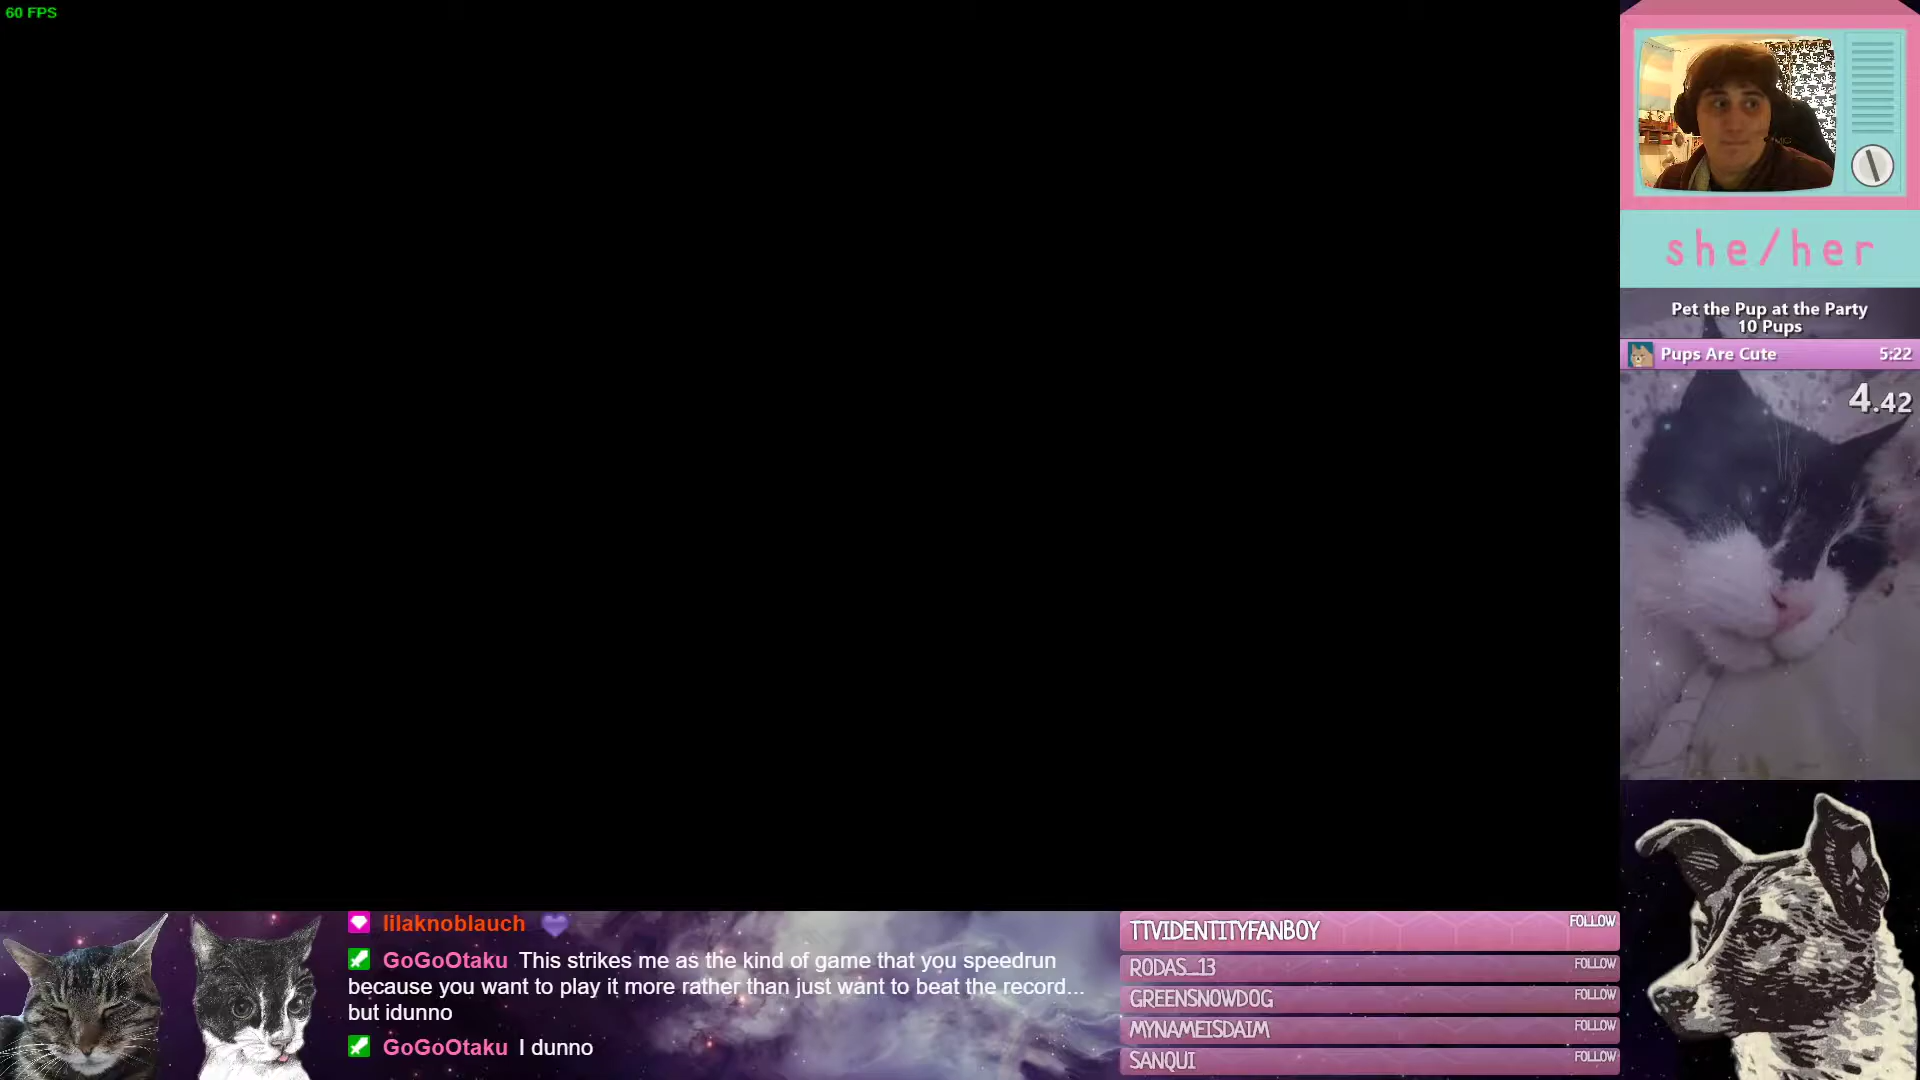 60 FPS
she/her
Pet the Pup at the Party
10 Pups
Pups Are Cute 5:22
4.42
lilaknoblauch
GoGoOtaku This strikes me as the kind of game that you speedrun
because you want to play it more rather than just want to beat the record...
but idunno
GoGoOtaku I dunno
TTVIDENTITYFANBOY FOLLOW
RODAS_13 FOLLOW
GREENSNOWDOG FOLLOW
MYNAMEISDAIM FOLLOW
SANQUI FOLLOW